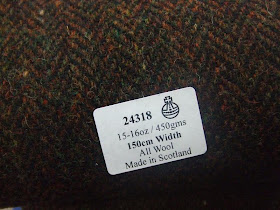 24318
15-16oz / 450gms
150cm Width
All Wool
Made in Scotland